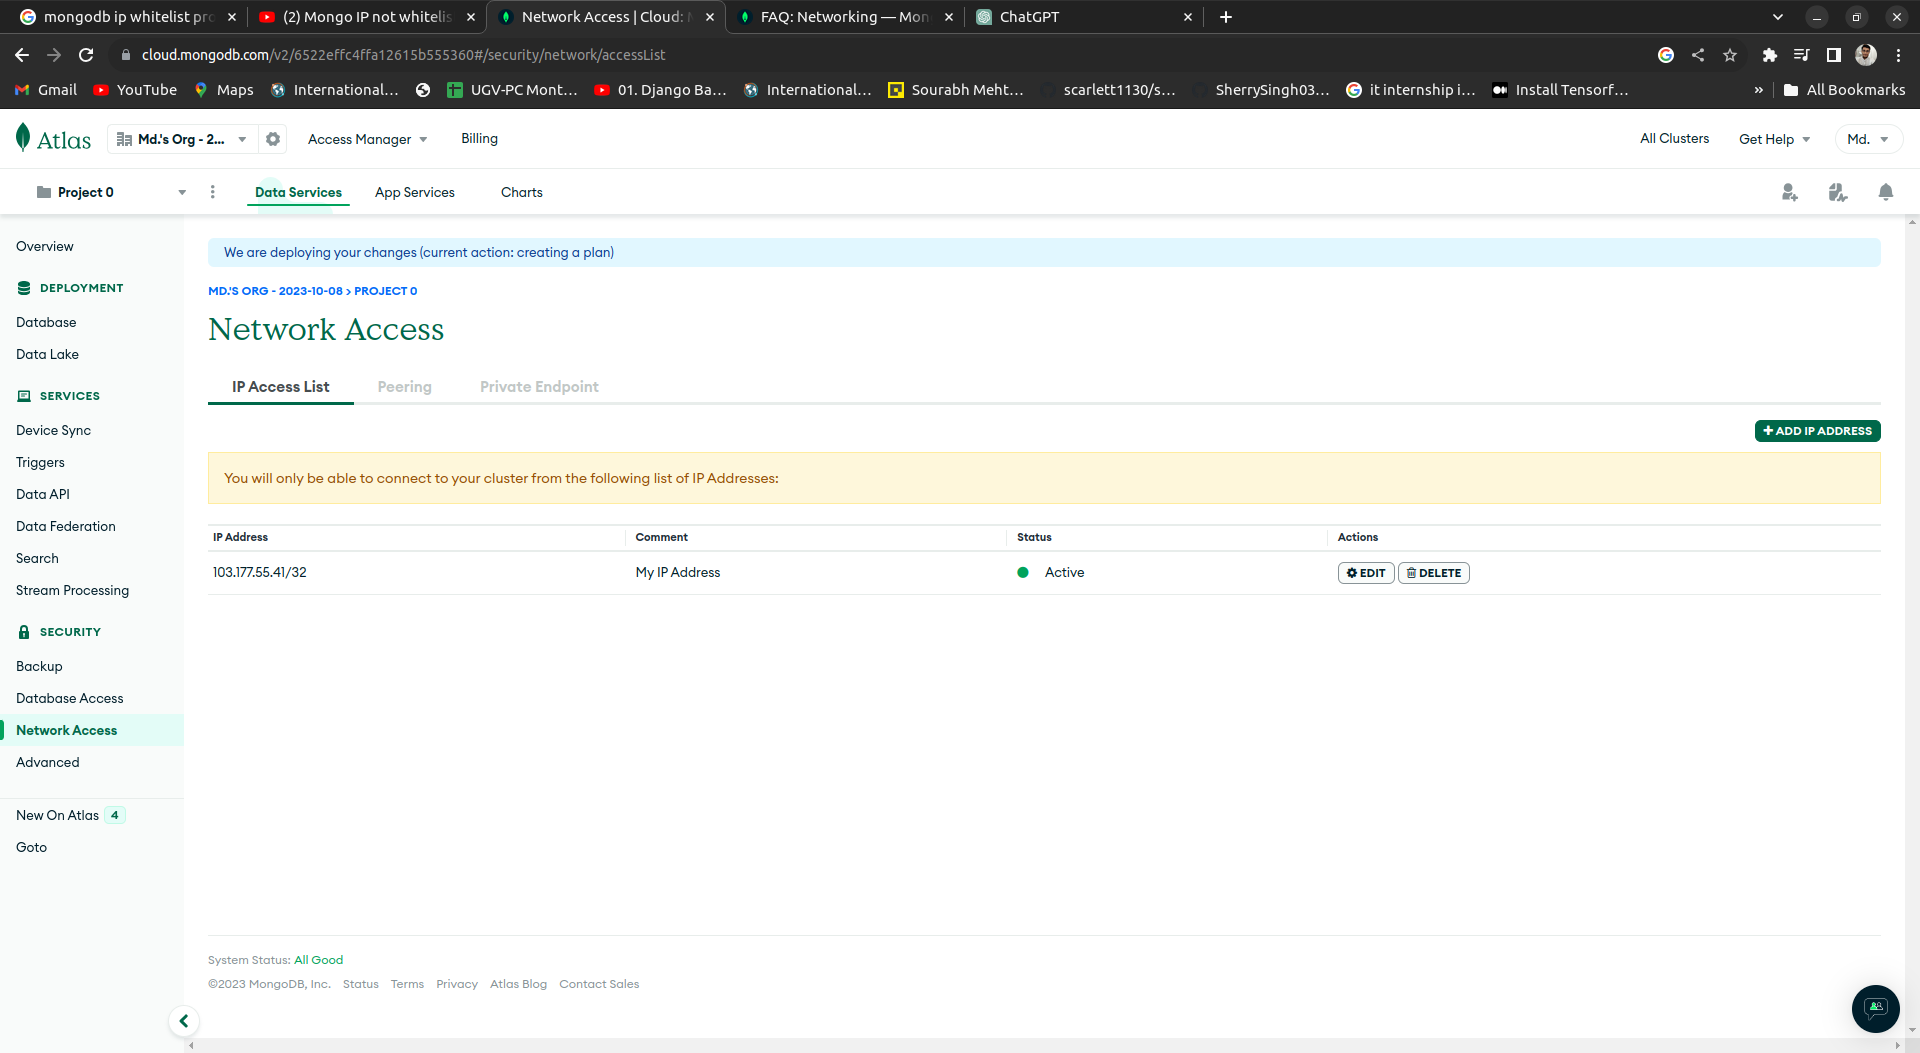 mongodb ip whitelist pro
(2) Mongo IP not whitelis
Network Access | Cloud: M
FAQ: Networking — Mon
ChatGPT
cloud.mongodb.com/v2/6522effc4ffa12615b555360#/security/network/accessList
Gmail
YouTube
Maps
International...
UGV-PC Mont...
01. Django Ba...
International...
Sourabh Meht...
scarlett1130/s...
SherrySingh03...
it internship i...
Install Tensorf...
»
All Bookmarks
Atlas
Md.'s Org - 2...
Access Manager
Billing
All Clusters
Get Help
Md.
Project 0
Data Services
App Services
Charts
Overview
DEPLOYMENT
Database
Data Lake
SERVICES
Device Sync
Triggers
Data API
Data Federation
Search
Stream Processing
SECURITY
Backup
Database Access
Network Access
Advanced
New On Atlas 4
Goto
We are deploying your changes (current action: creating a plan)
MD.'S ORG - 2023-10-08 > PROJECT 0
Network Access
IP Access List
Peering
Private Endpoint
+ ADD IP ADDRESS
You will only be able to connect to your cluster from the following list of IP Addresses:
IP Address
Comment
Status
Actions
103.177.55.41/32
My IP Address
Active
EDIT
DELETE
System Status: All Good
©2023 MongoDB, Inc. Status Terms Privacy Atlas Blog Contact Sales